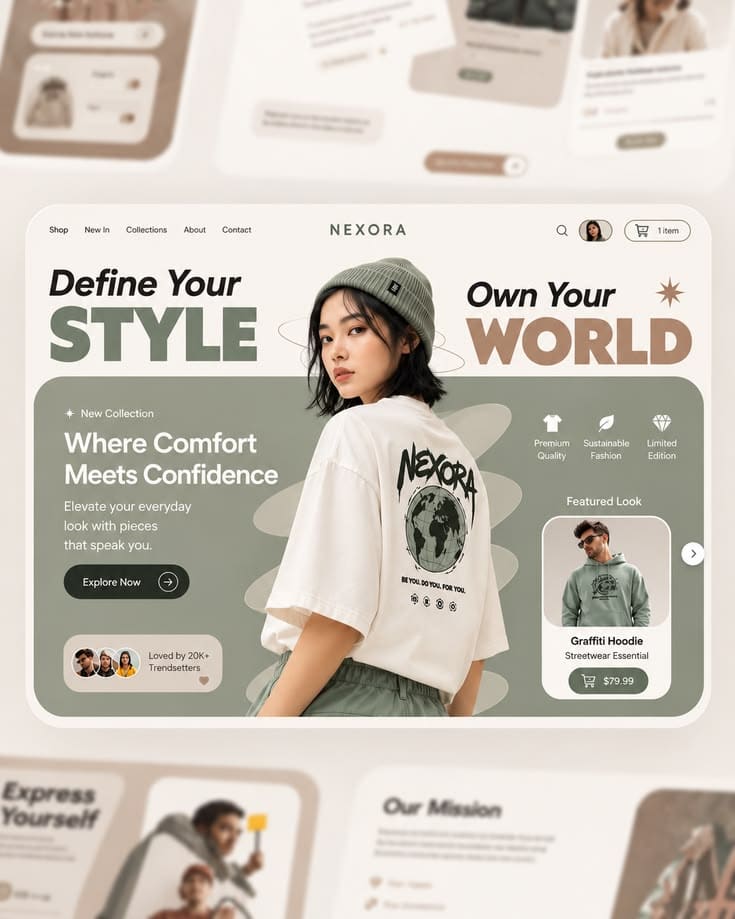 Shop New In Collections About Contact
NEXORA
1 item
Define Your
STYLE
Own Your
WORLD
New Collection
Where Comfort
Meets Confidence
Elevate your everyday
look with pieces
that speak you.
Explore Now
Loved by 20K+
Trendsetters
NEXORA
BE YOU. DO YOU. FOR YOU.
Premium
Quality
Sustainable
Fashion
Limited
Edition
Featured Look
Graffiti Hoodie
Streetwear Essential
$79.99
Express
Yourself
Our Mission